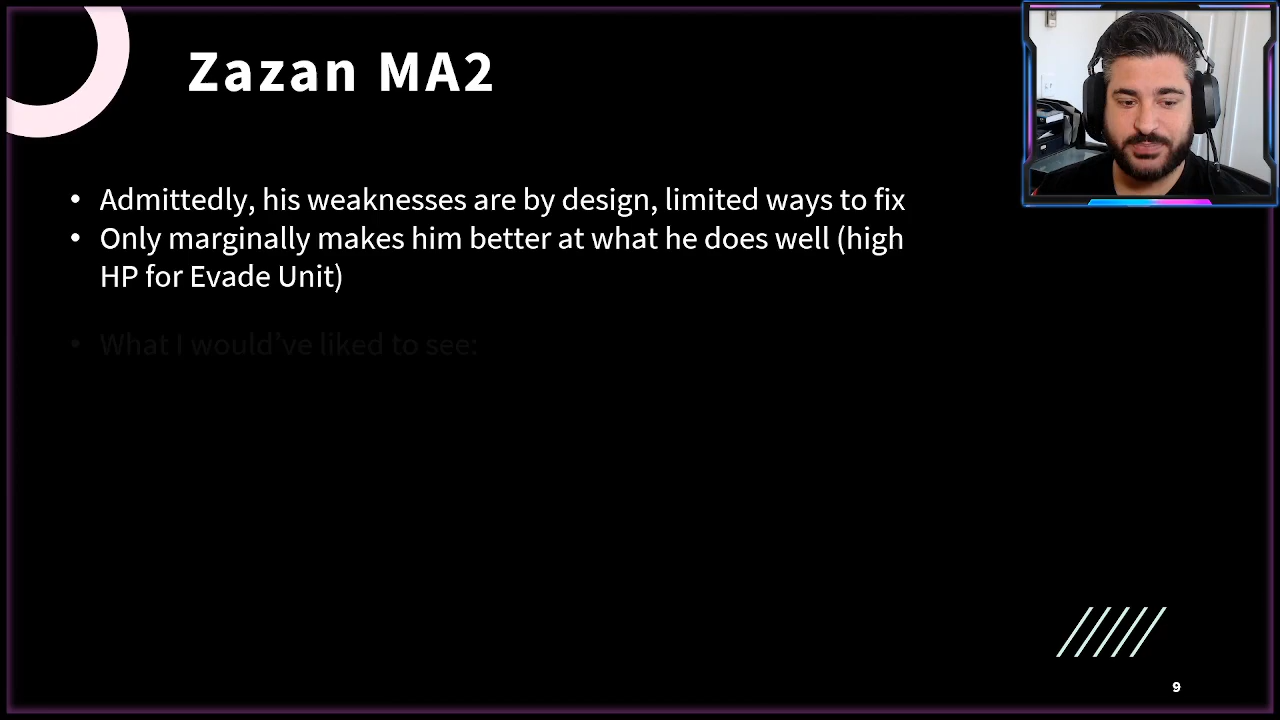 Zazan MA2
• Admittedly, his weaknesses are by design, limited ways to fix
• Only marginally makes him better at what he does well (high
HP for Evade Unit)
• What I would've liked to see:
9